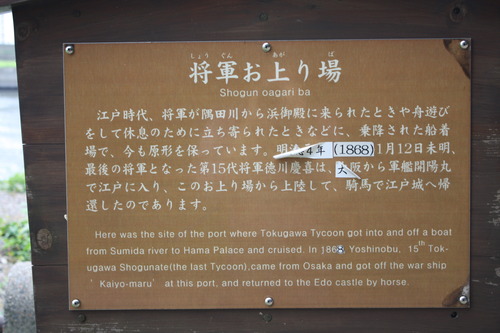 しょうぐん あが ば
将軍お上り場
Shogun oagari ba
江戸時代、将軍が隅田川から浜御殿に来られたときや舟遊び
をして休息のために立ち寄られたときなどに、乗降された船着
場で、今も原形を保っています。明治4年(1868)1月12日未明、
最後の将軍となった第15代将軍徳川慶喜は、大阪から軍艦開陽丸
で江戸に入り、このお上り場から上陸して、騎馬で江戸城へ帰
還したのであります。
Here was the site of the port where Tokugawa Tycoon got into and off a boat
from Sumida river to Hama Palace and cruised. In 1868, Yoshinobu, 15th Tok-
ugawa Shogunate(the last Tycoon),came from Osaka and got off the war ship
'Kaiyo-maru' at this port, and returned to the Edo castle by horse.